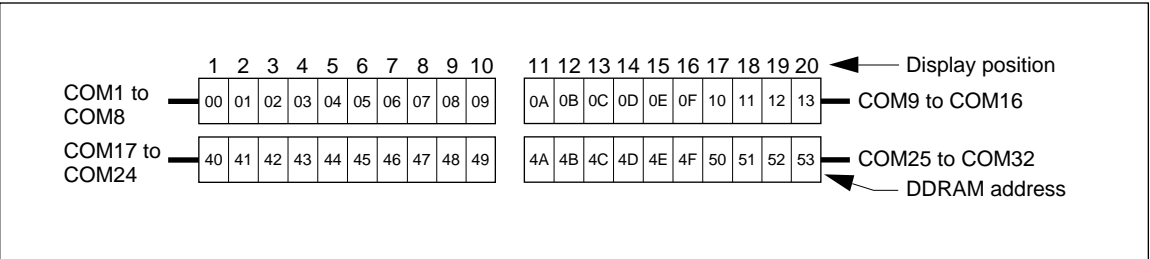 1 2 3 4 5 6 7 8 9 10 11 12 13 14 15 16 17 18 19 20 Display position
COM1 to
COM8
00 01 02 03 04 05 06 07 08 09 0A 0B 0C 0D 0E 0F 10 11 12 13 COM9 to COM16
COM17 to
COM24
40 41 42 43 44 45 46 47 48 49 4A 4B 4C 4D 4E 4F 50 51 52 53 COM25 to COM32
DDRAM address